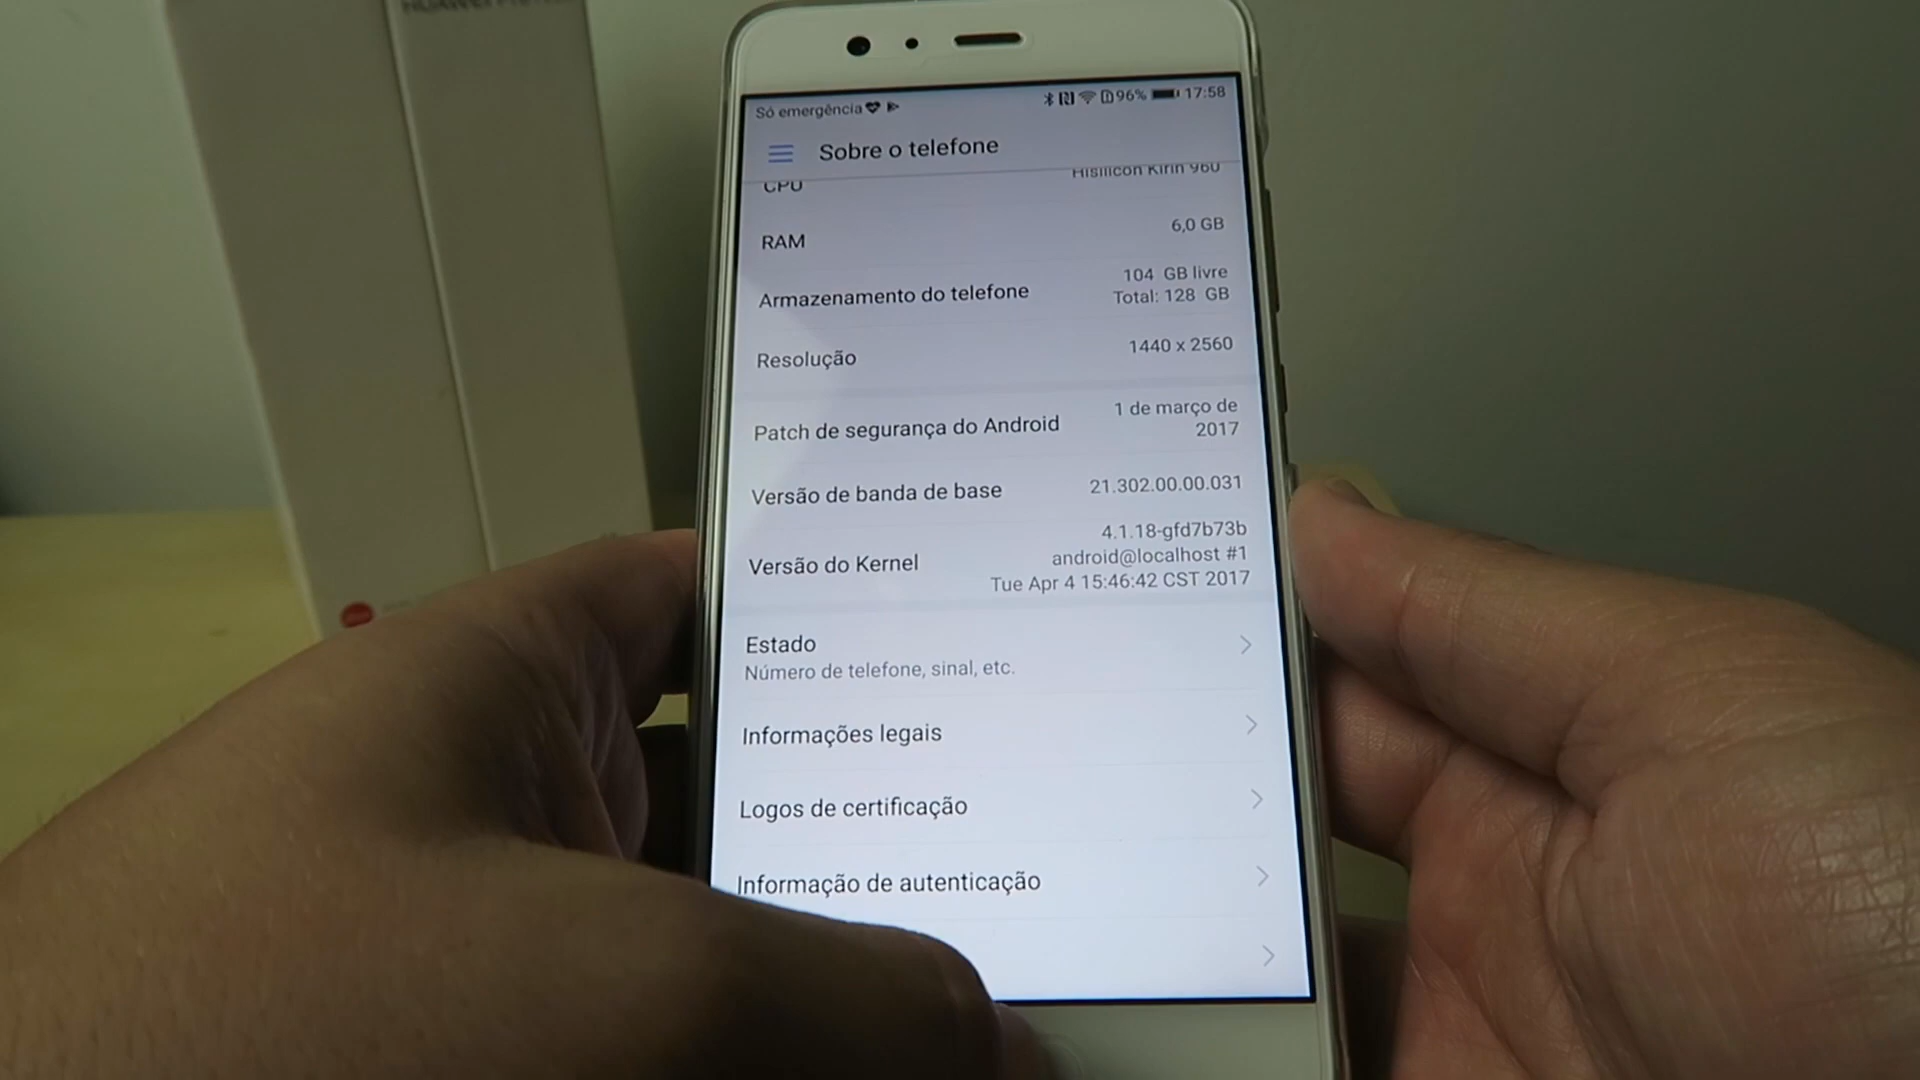 HUAWEI
Só emergência 96% 17:58
Sobre o telefone
CPU Hisilicon Kirin 960
RAM 6,0 GB
Armazenamento do telefone 104 GB livre
Total: 128 GB
Resolução 1440 x 2560
Patch de segurança do Android 1 de março de
2017
Versão de banda de base 21.302.00.00.031
Versão do Kernel 4.1.18-gfd7b73b
android@localhost #1
Tue Apr 4 15:46:42 CST 2017
Estado
Número de telefone, sinal, etc.
Informações legais
Logos de certificação
Informação de autenticação